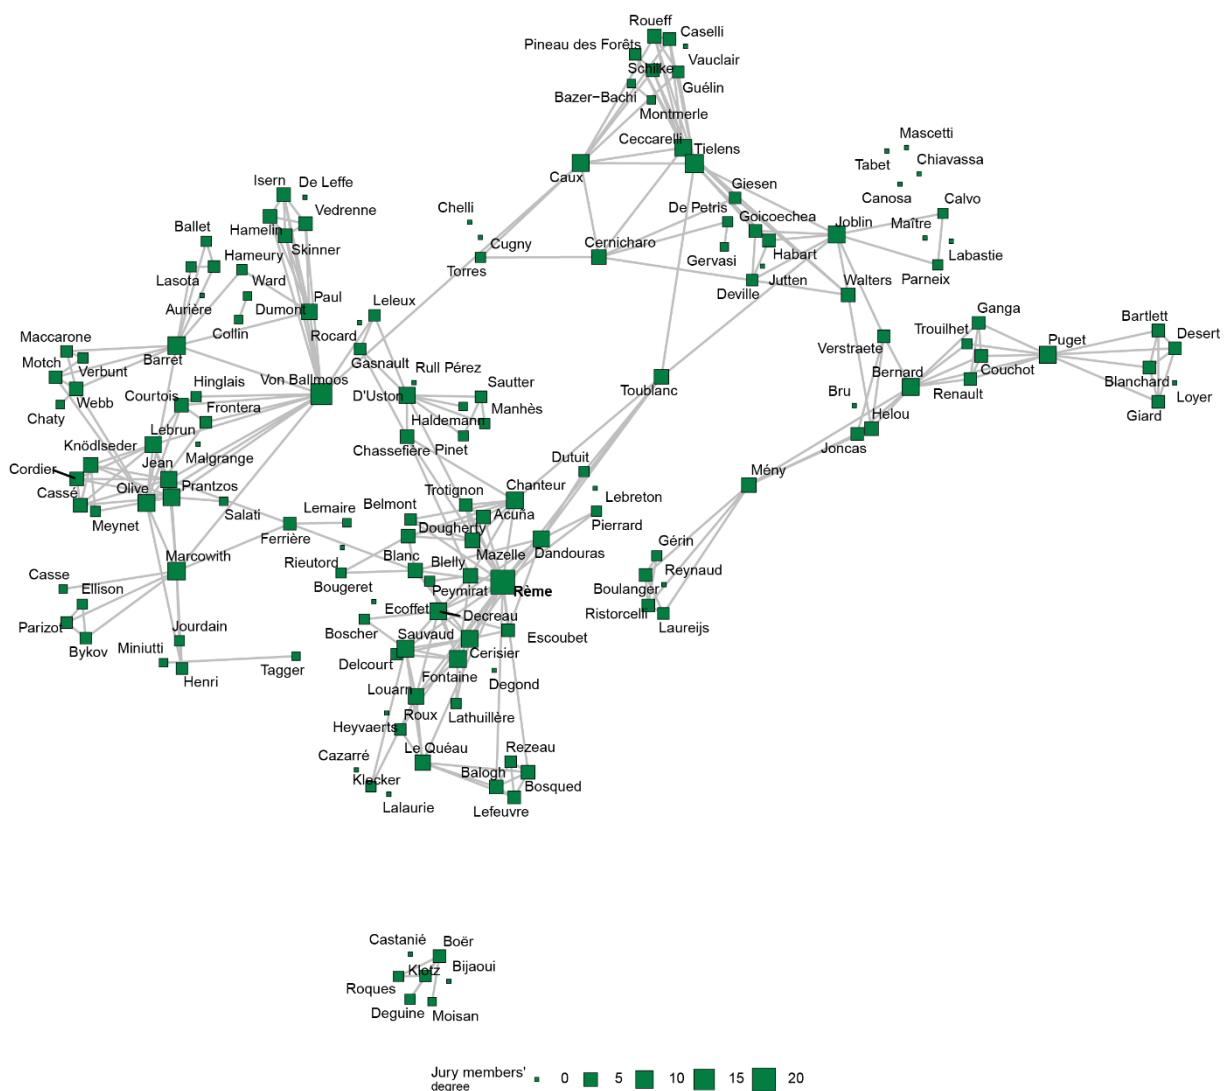 Roueff
Caselli
Pineau des Forêts
Vauclair
Schilke
Guélin
Bazer−Bachi
Montmerle
Ceccarelli
Tielens
Caux
Mascetti
Tabet
Chiavassa
Canosa
Calvo
Giesen
De Petris
Goicoechea
Joblin
Maître
Labastie
Isern
De Leffe
Vedrenne
Hamelin
Skinner
Ballet
Hameury
Lasota
Ward
Aurière
Dumont
Paul
Collin
Chelli
Cugny
Torres
Cernicharo
Gervasi
Habart
Jutten
Deville
Walters
Parneix
Leleux
Rocard
Gasnault
Maccarone
Motch
Verbunt
Barret
Webb
Chaty
Hinglais
Courtois
Frontera
Von Ballmoos
Rull Pérez
D'Uston
Sautter
Manhès
Haldemann
Pinet
Chassefière
Toublanc
Verstraete
Bernard
Bru
Helou
Joncas
Trouilhet
Ganga
Couchot
Renault
Puget
Bartlett
Desert
Blanchard
Loyer
Giard
Knödlseder
Lebrun
Malgrange
Cordier
Jean
Cassé
Olive
Prantzos
Meynet
Salati
Lemaire
Ferrière
Marcowith
Casse
Ellison
Parizot
Bykov
Jourdain
Miniutti
Henri
Tagger
Dutuit
Chanteur
Trotignon
Lebreton
Belmont
Acuña
Pierrard
Dougherty
Mazelle
Dandouras
Rieutord
Blanc
Blelly
Bougeret
Peymirat
Rème
Ecoffet
Decreau
Boscher
Sauvaud
Escoubet
Delcourt
Cerisier
Fontaine
Degond
Louarn
Roux
Lathuillère
Heyvaerts
Le Quéau
Rezeau
Cazarré
Klecker
Balogh
Bosqued
Lalaurie
Lefeuvre
Mény
Gérin
Reynaud
Boulanger
Ristorcelli
Laureijs
Castanié
Boër
Klotz
Bijaoui
Roques
Deguine
Moisan
Jury members' degree
0 5 10 15 20